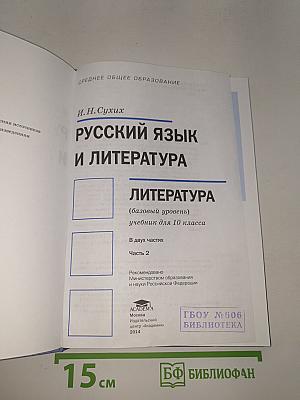 СРЕДНЕЕ ОБЩЕЕ ОБРАЗОВАНИЕ
И.Н.Сухих
РУССКИЙ ЯЗЫК
И ЛИТЕРАТУРА
ЛИТЕРАТУРА
(базовый уровень)
учебник для 10 класса
В двух частях
Часть 2
Рекомендовано
Министерством образования
и науки Российской Федерации
ACADEMA
Москва
Издательский
центр «Академия»
2014
ГБОУ №506
БИБЛИОТЕКА
15 см
БФ БИБЛИОФАН